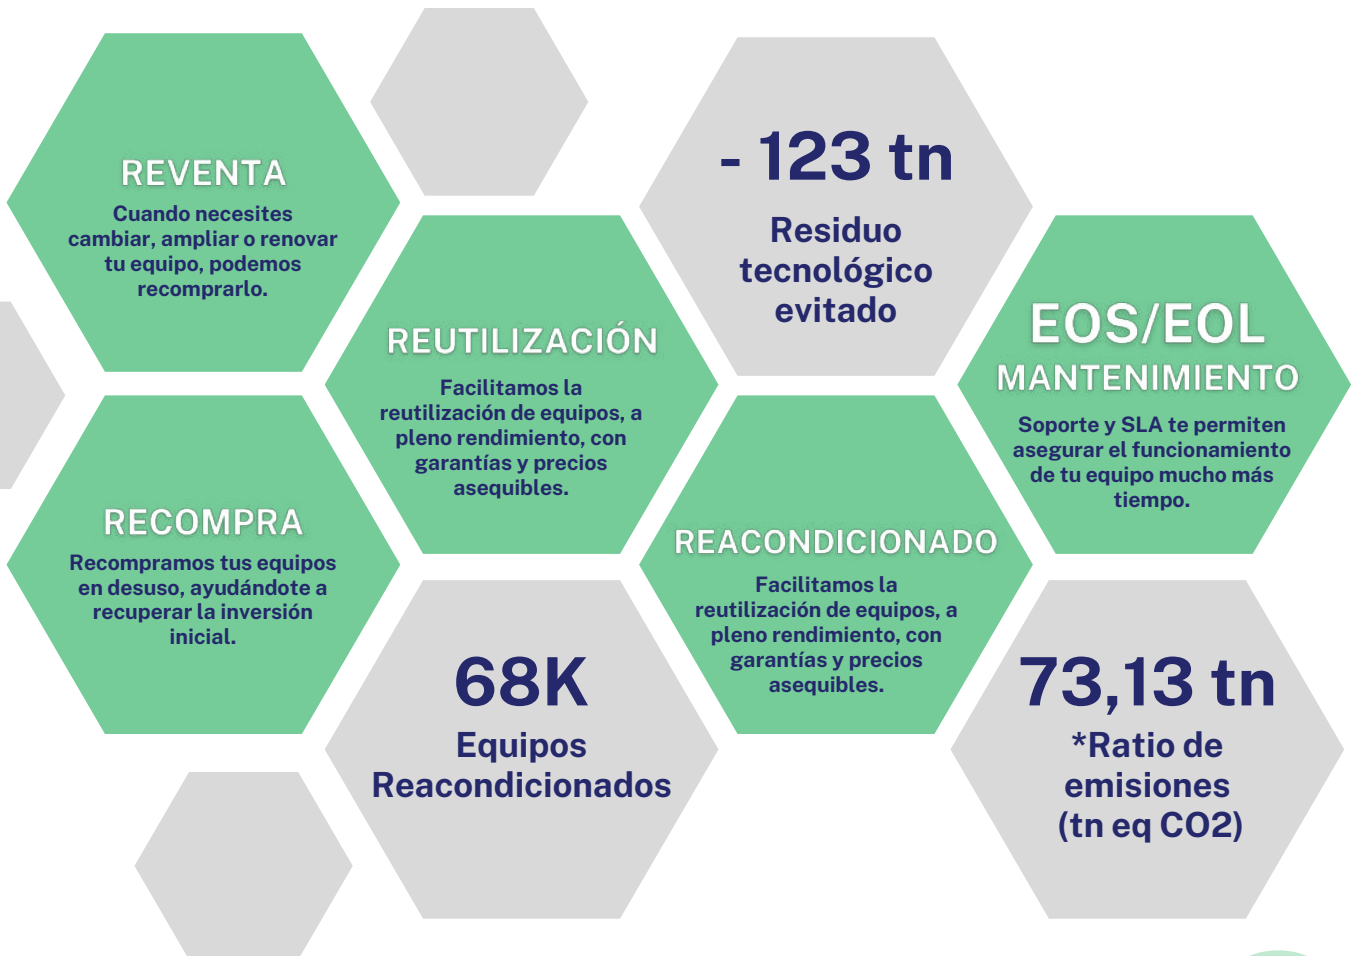 REVENTA
Cuando necesites
cambiar, ampliar o renovar
tu equipo, podemos
recomprarlo.
RECOMPRA
Recompramos tus equipos
en desuso, ayudándote a
recuperar la inversión
inicial.
REUTILIZACIÓN
Facilitamos la
reutilización de equipos, a
pleno rendimiento, con
garantías y precios
asequibles.
68K
Equipos
Reacondicionados
- 123 tn
Residuo
tecnológico
evitado
REACONDICIONADO
Facilitamos la
reutilización de equipos, a
pleno rendimiento, con
garantías y precios
asequibles.
EOS/EOL
MANTENIMIENTO
Soporte y SLA te permiten
asegurar el funcionamiento
de tu equipo mucho más
tiempo.
73,13 tn
*Ratio de
emisiones
(tn eq CO2)